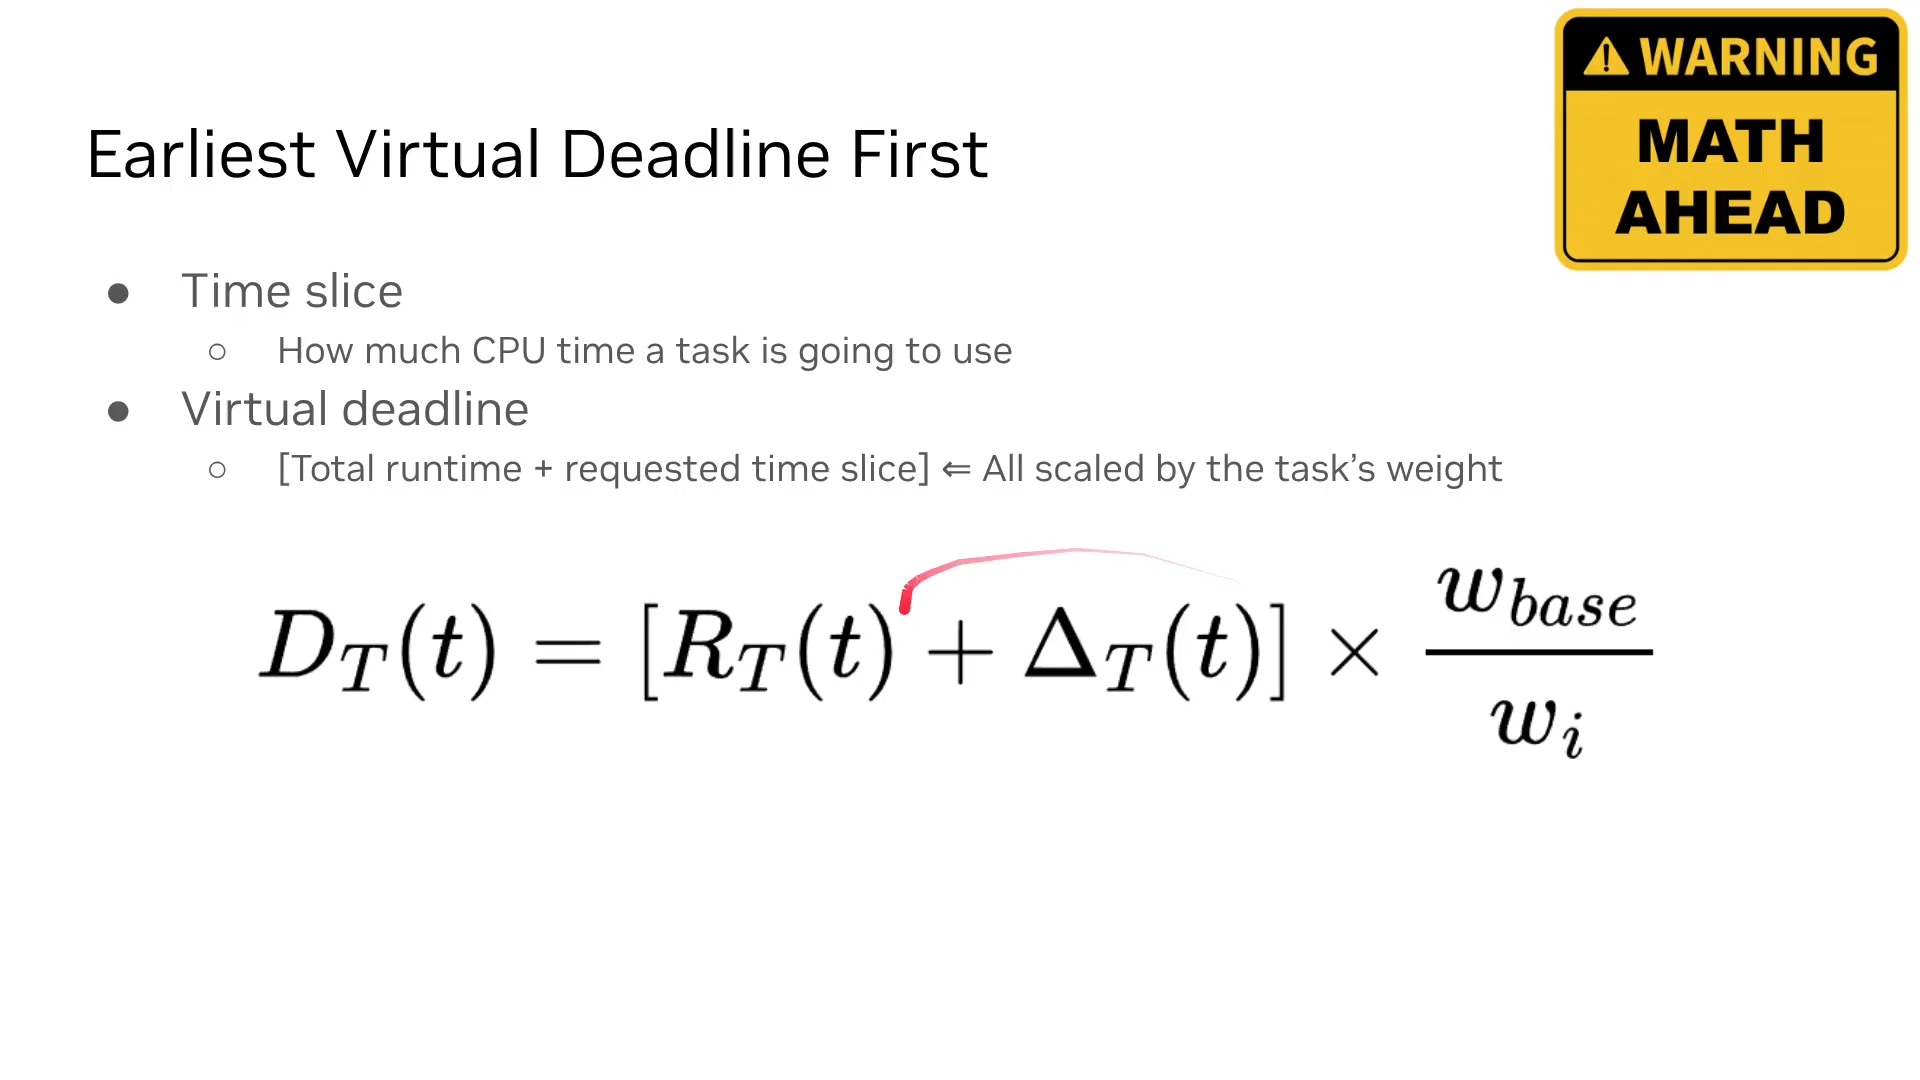 ⚠ WARNING
MATH
AHEAD
Earliest Virtual Deadline First
● Time slice
○ How much CPU time a task is going to use
● Virtual deadline
○ [Total runtime + requested time slice] ⇐ All scaled by the task’s weight
D_T(t) = [R_T(t) + Δ_T(t)] × w_base / w_i